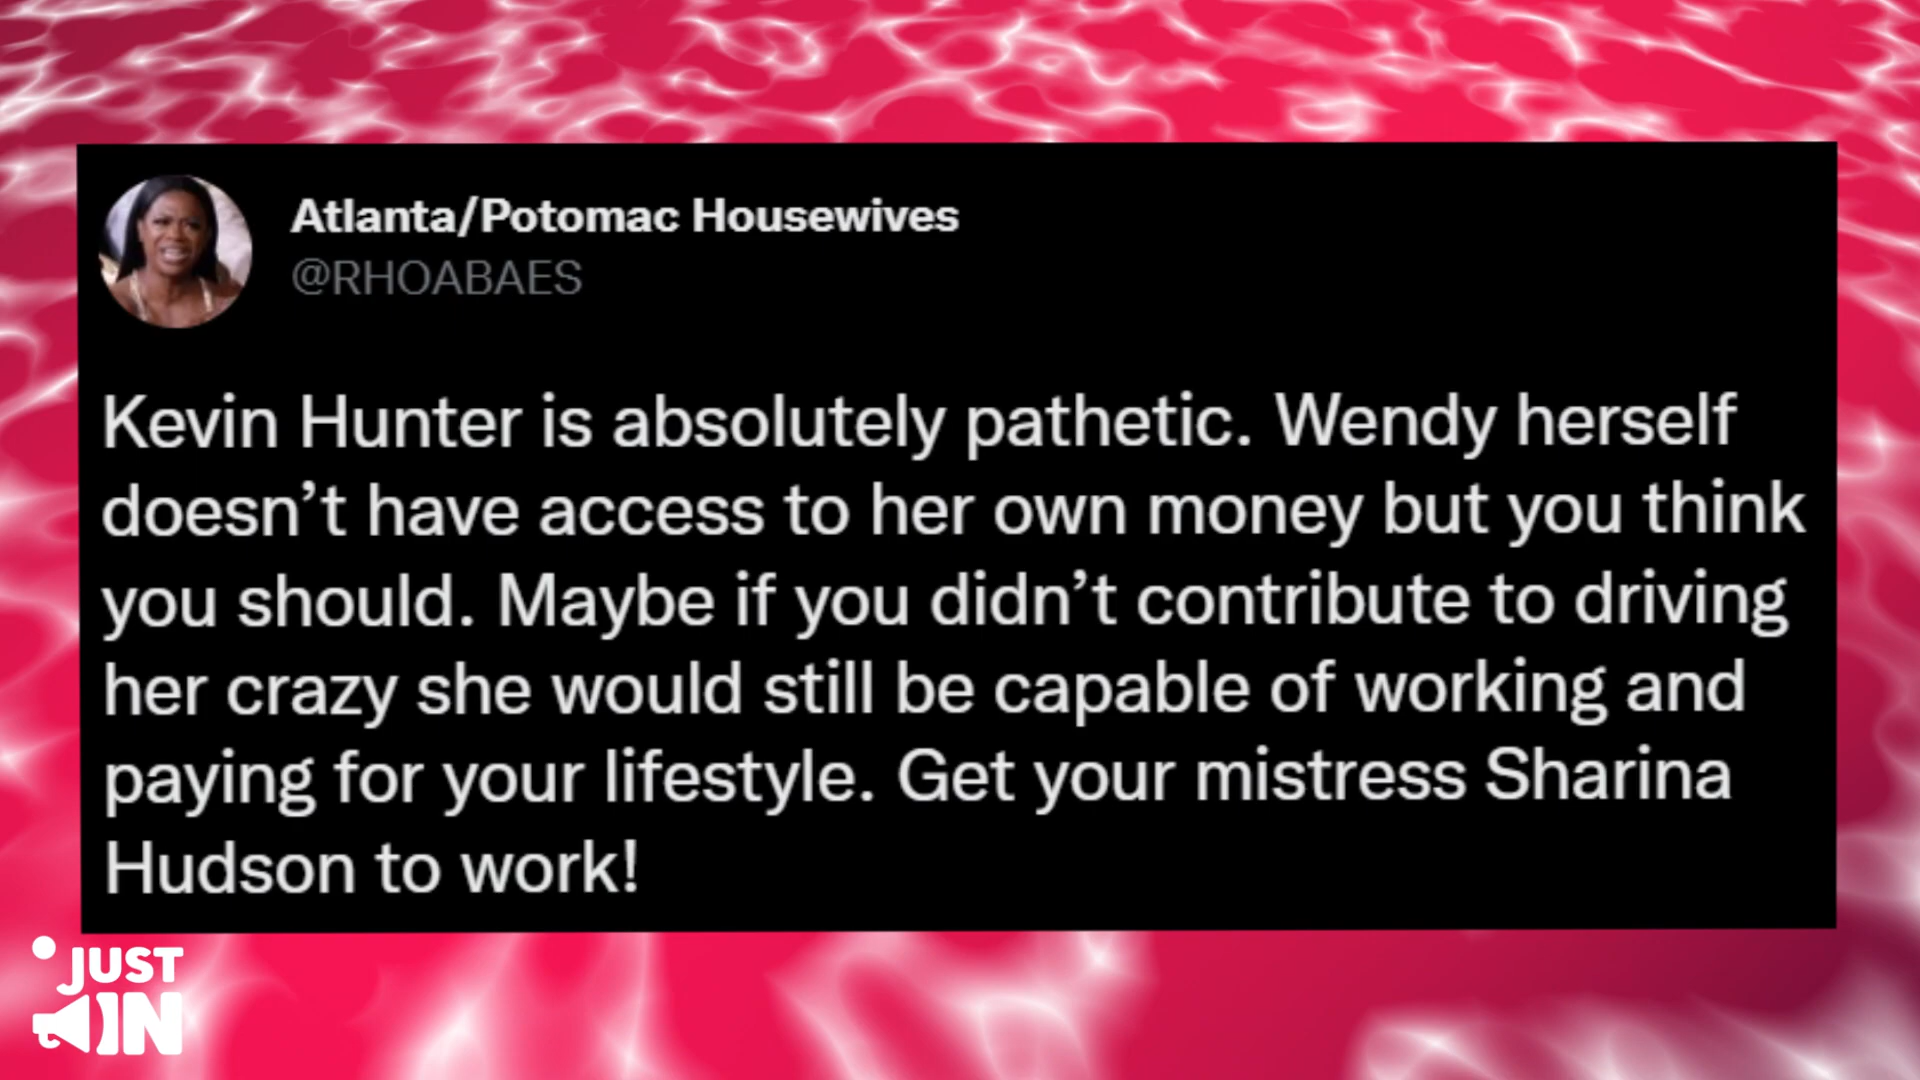 Atlanta/Potomac Housewives
@RHOABAES
Kevin Hunter is absolutely pathetic. Wendy herself
doesn’t have access to her own money but you think
you should. Maybe if you didn’t contribute to driving
her crazy she would still be capable of working and
paying for your lifestyle. Get your mistress Sharina
Hudson to work!
JUST
IN